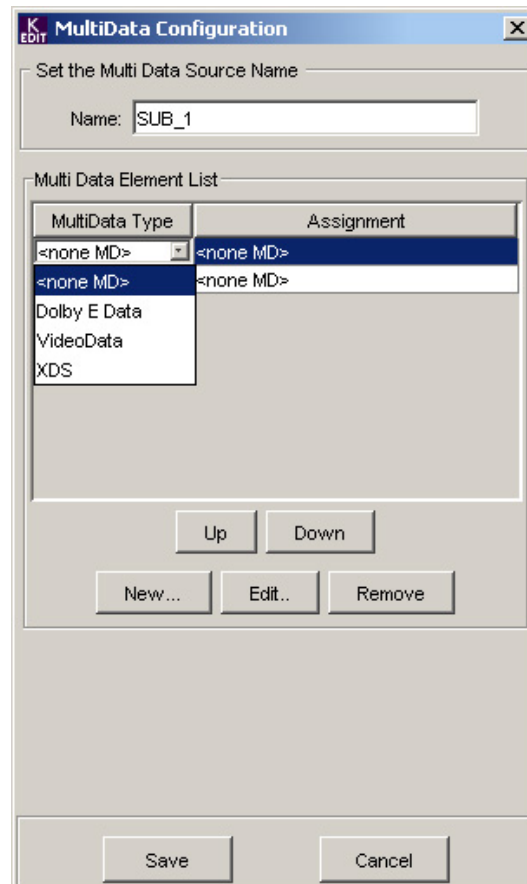 K EDIT MultiData Configuration
Set the Multi Data Source Name
Name: SUB_1
Multi Data Element List
MultiData Type Assignment
<none MD> <none MD>
<none MD> <none MD>
Dolby E Data
VideoData
XDS
Up Down
New... Edit.. Remove
Save Cancel